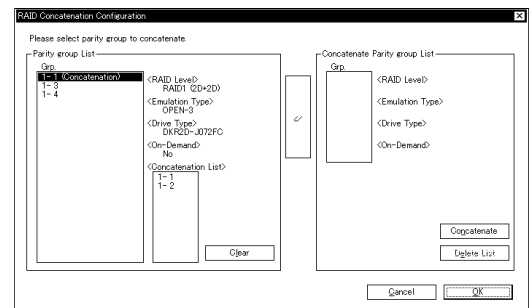 RAID Concatenation Configuration
Please select parity group to concatenate.
Parity group List
Grp.
1- 1 (Concatenation)
1- 3
1- 4
<RAID Level>
RAID1 (2D+2D)
<Emulation Type>
OPEN-3
<Drive Type>
DKR2D-J072FC
<On-Demand>
No
<Concatenation List>
1- 1
1- 2
Clear
Concatenate Parity group List
Grp.
<RAID Level>
<Emulation Type>
<Drive Type>
<On-Demand>
Concatenate
Delete List
Cancel
OK